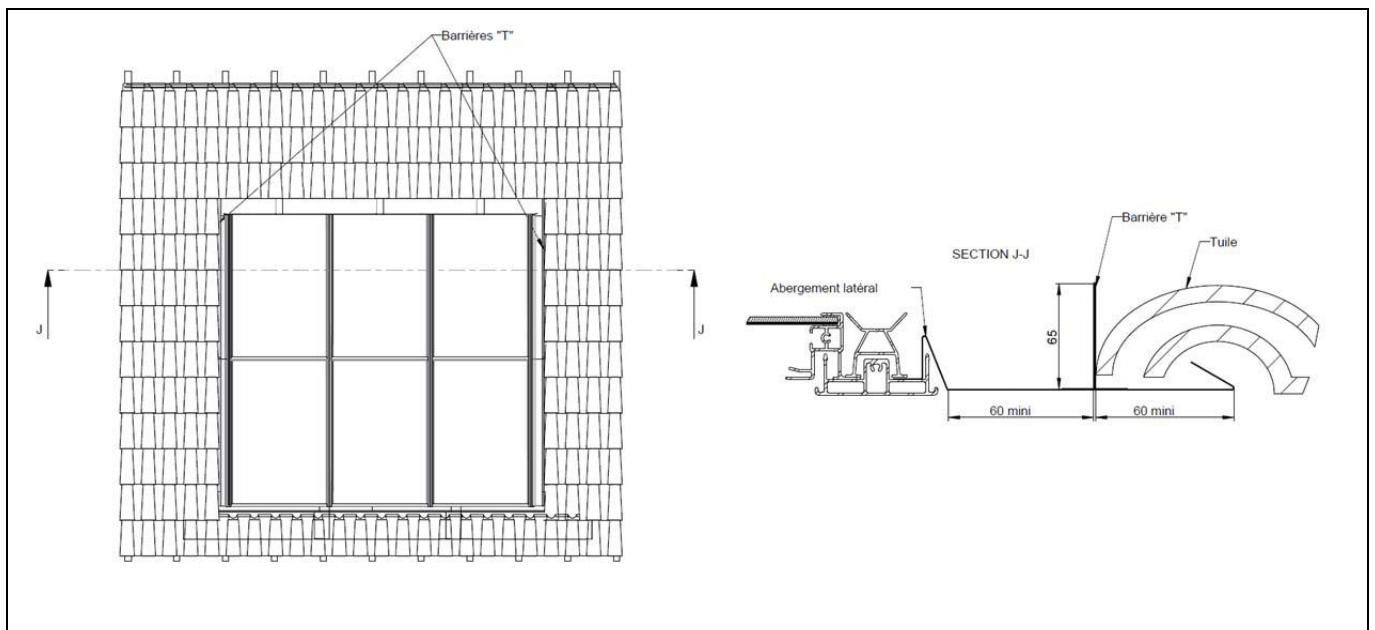 Barrières "T"
J
J
SECTION J-J
Barrière "T"
Tuile
Abergement latéral
65
60 mini
60 mini